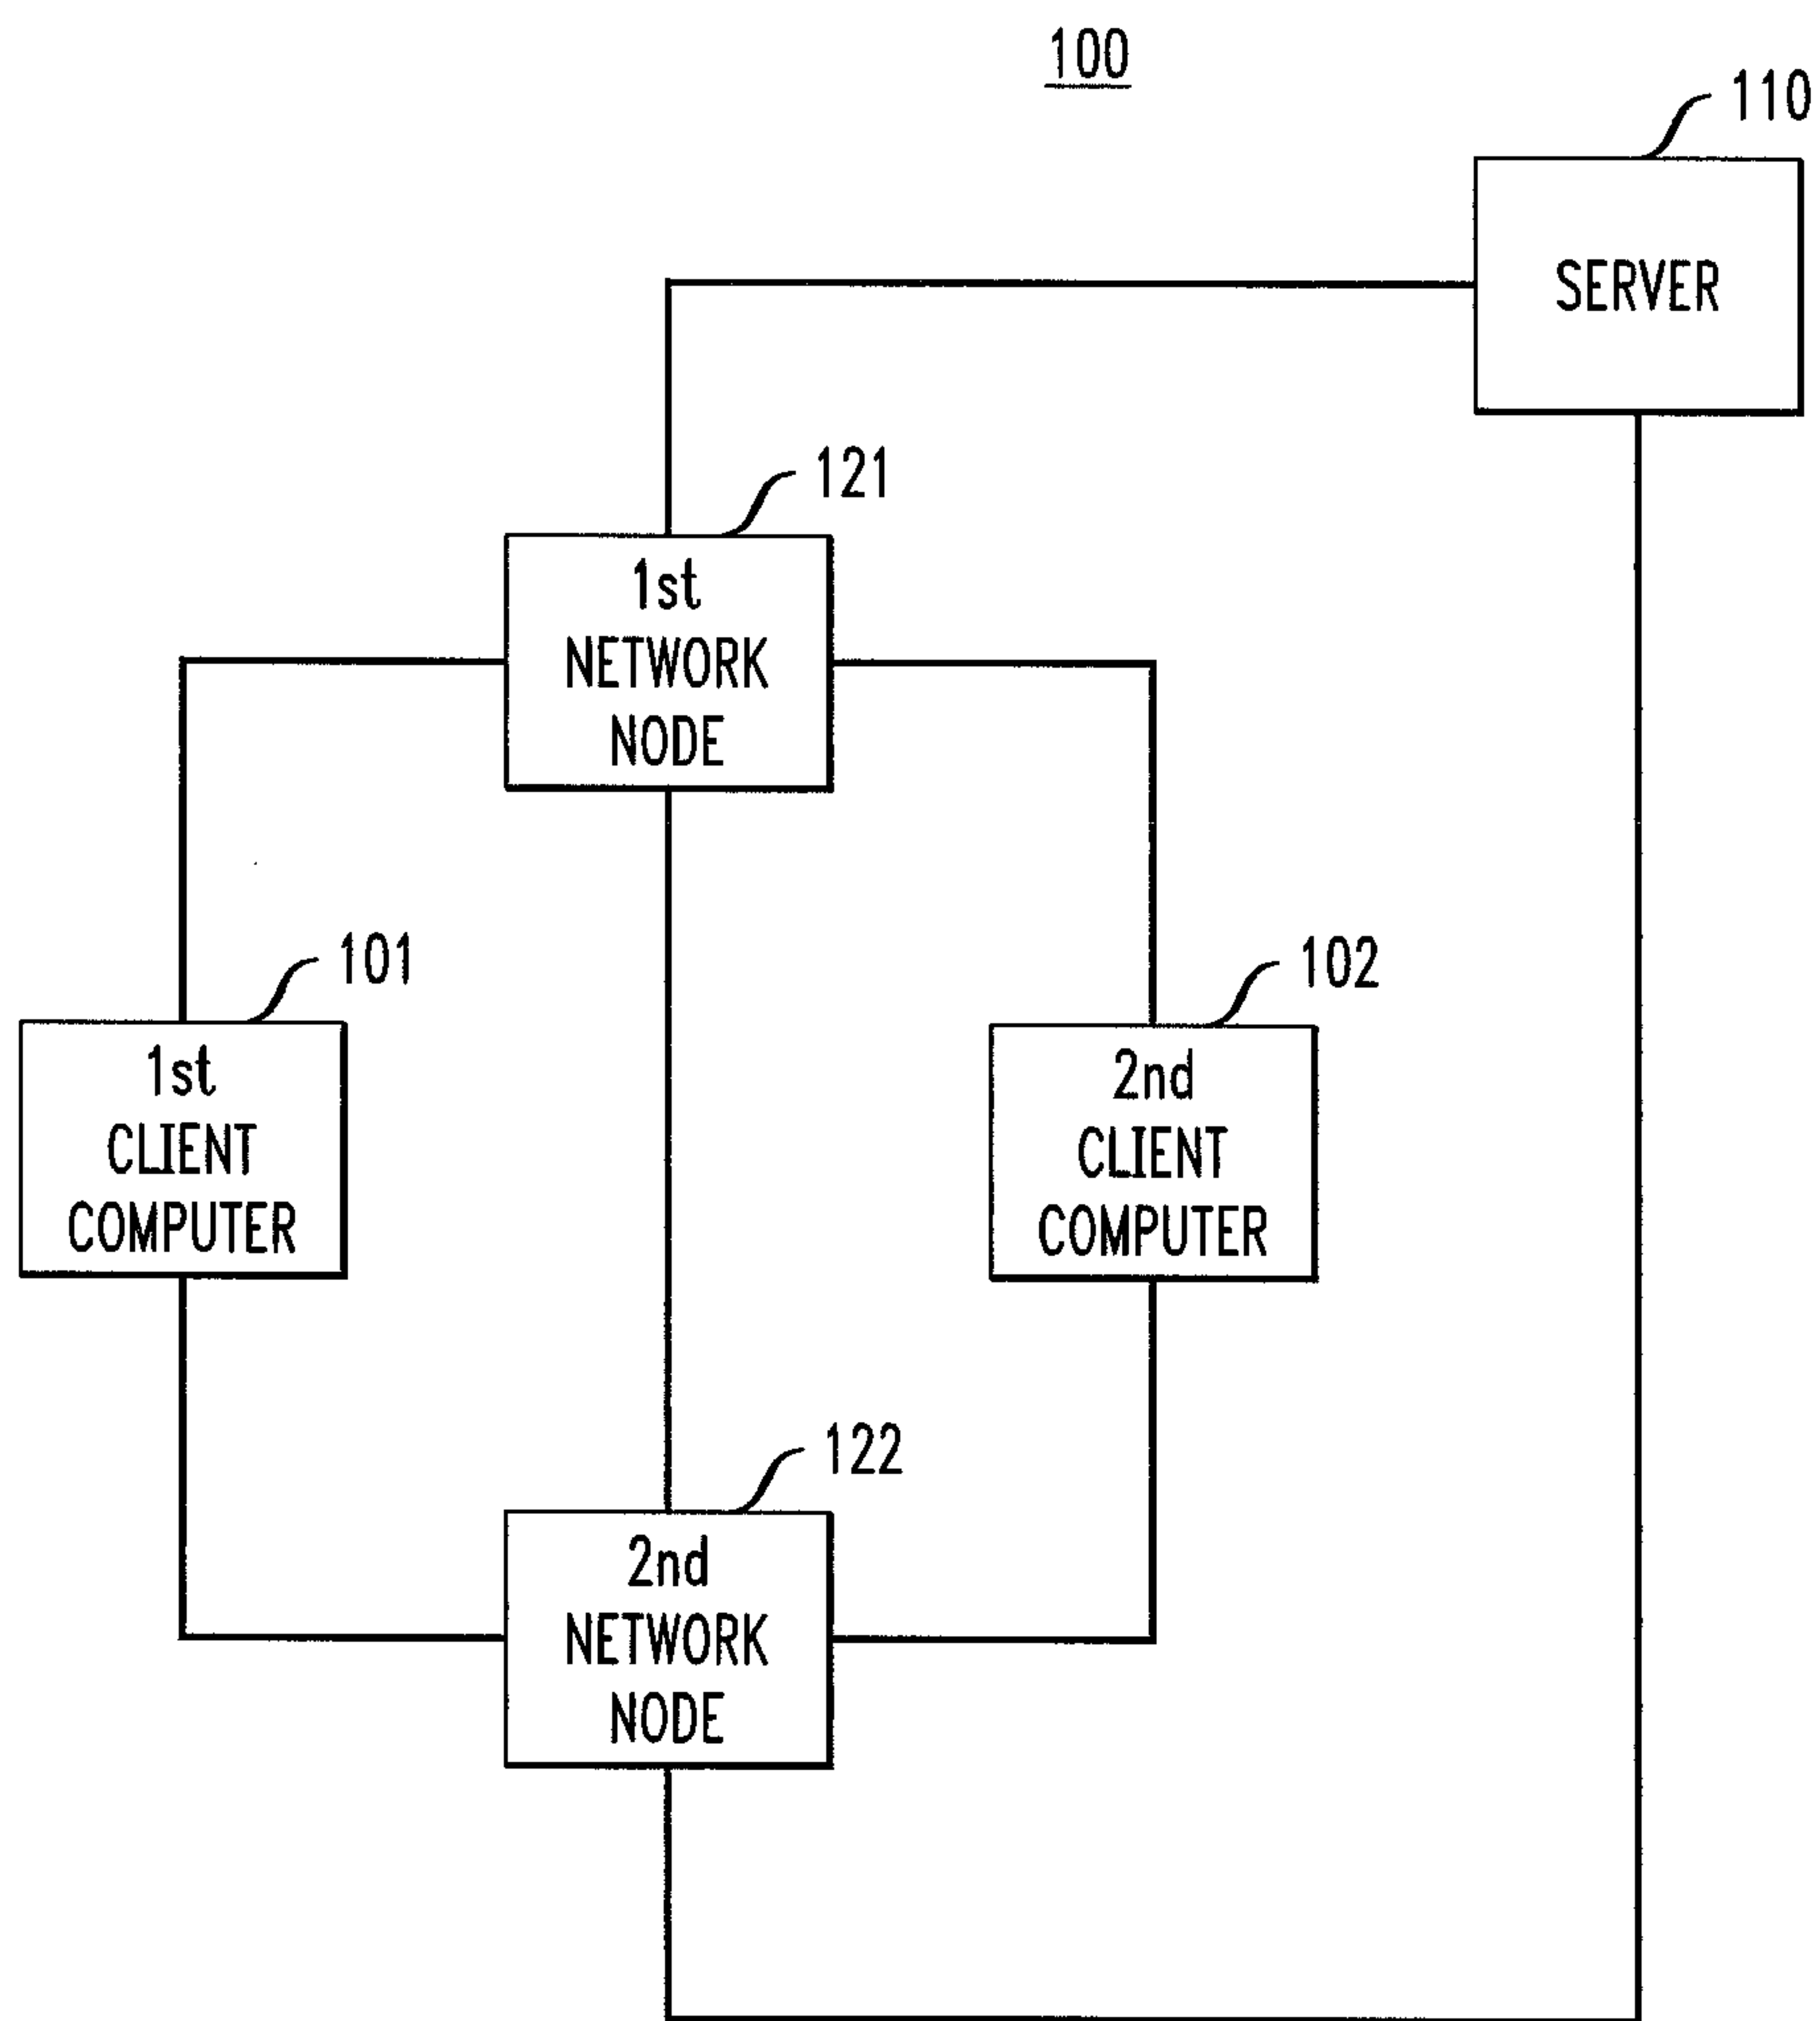 100
110
SERVER
121
1st
NETWORK
NODE
101
1st
CLIENT
COMPUTER
102
2nd
CLIENT
COMPUTER
122
2nd
NETWORK
NODE